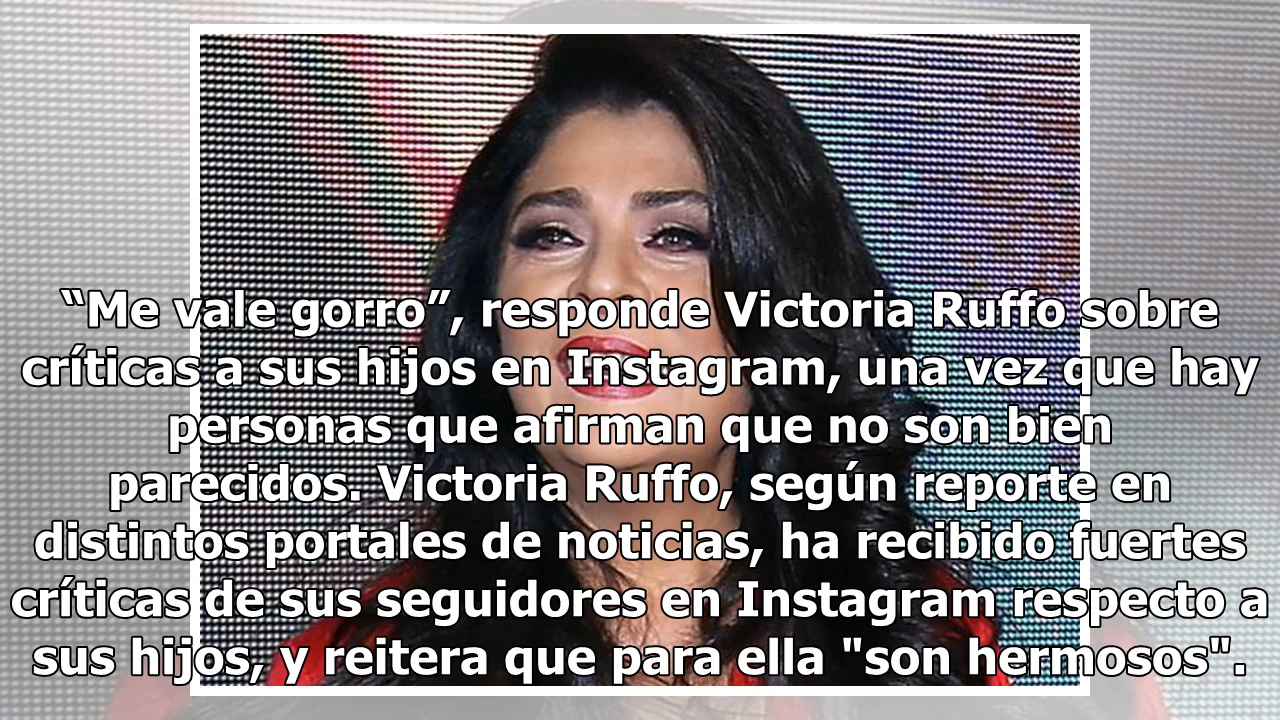 “Me vale gorro”, responde Victoria Ruffo sobre
críticas a sus hijos en Instagram, una vez que hay
personas que afirman que no son bien
parecidos. Victoria Ruffo, según reporte en
distintos portales de noticias, ha recibido fuertes
críticas de sus seguidores en Instagram respecto a
sus hijos, y reitera que para ella "son hermosos".